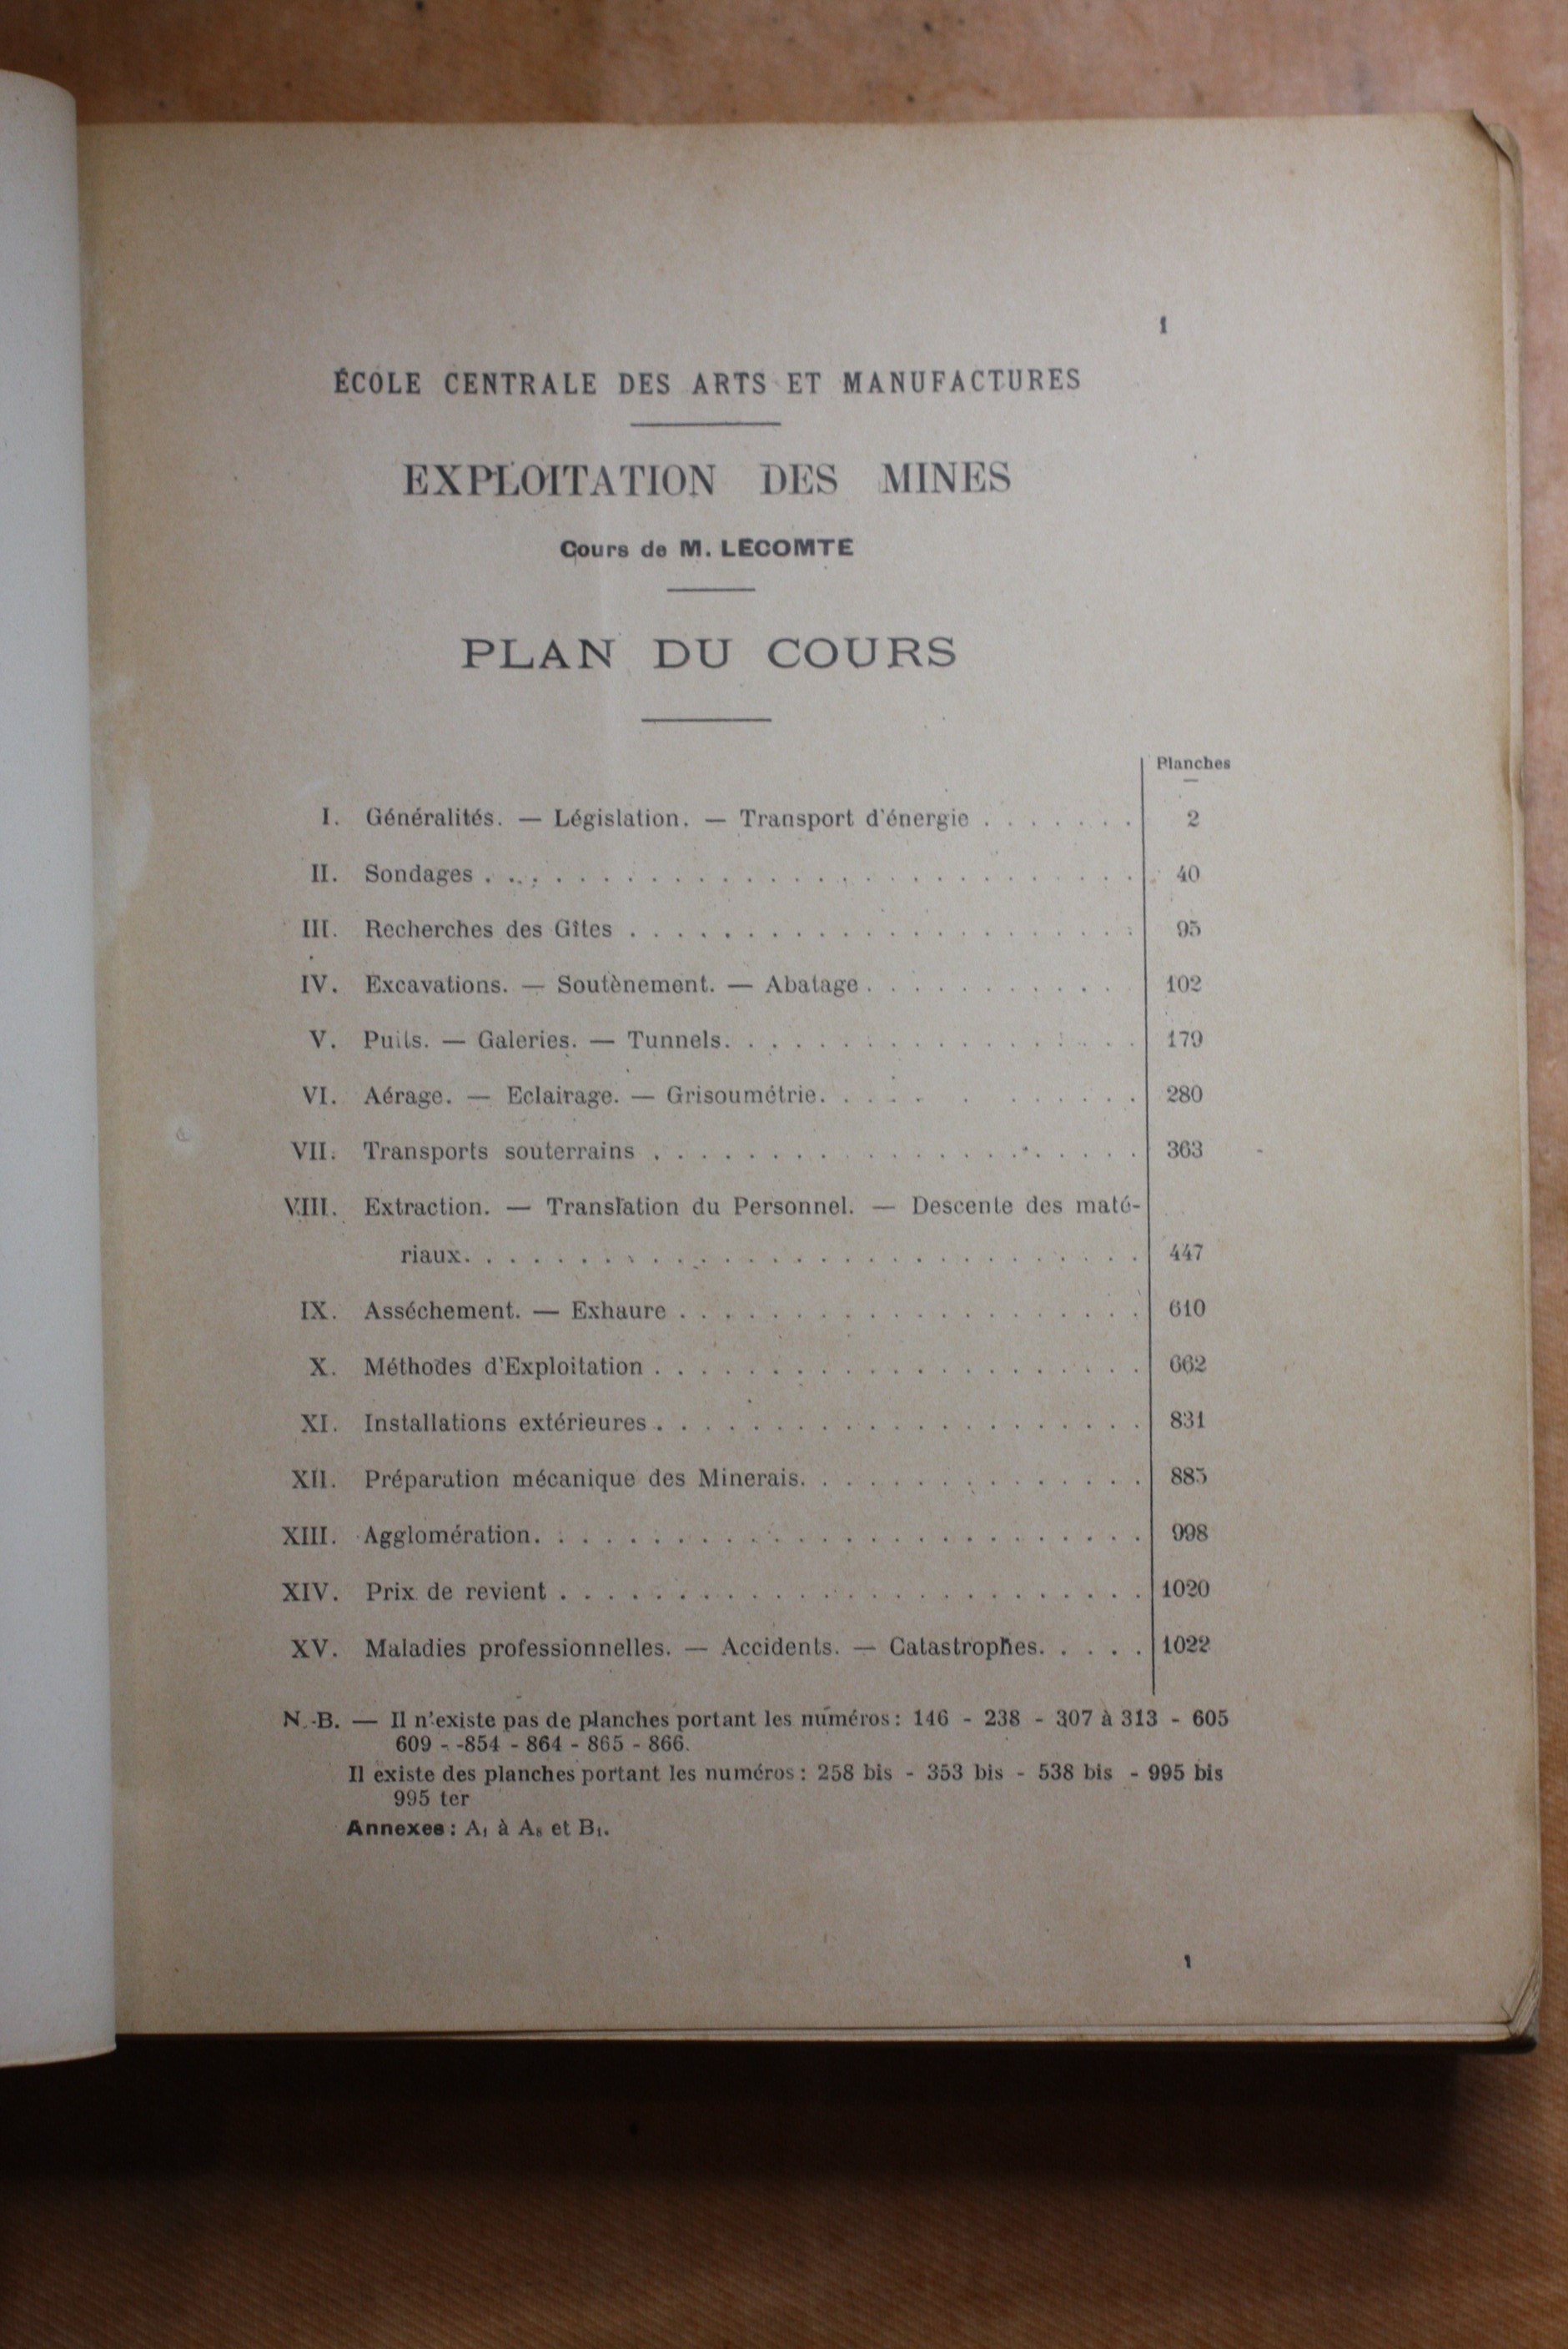 1
ÉCOLE CENTRALE DES ARTS ET MANUFACTURES
EXPLOITATION DES MINES
Cours de M. LECOMTE
PLAN DU COURS
Planches
I. Généralités. — Législation. — Transport d'énergie . . . . . . . 2
II. Sondages . . . . . . . . . . . . . . . . . . . . . . . . . . . 40
III. Recherches des Gîtes . . . . . . . . . . . . . . . . . . . . . . 95
IV. Excavations. — Soutènement. — Abatage . . . . . . . . . . . 102
V. Puits. — Galeries. — Tunnels. . . . . . . . . . . . . . . . . . 179
VI. Aérage. — Eclairage. — Grisoumétrie. . . . . . . . . . . . . 280
VII. Transports souterrains . . . . . . . . . . . . . . . . . . . . . 363
VIII. Extraction. — Translation du Personnel. — Descente des maté-
riaux. . . . . . . . . . . . . . . . . . . . . . . . . . . . . 447
IX. Asséchement. — Exhaure . . . . . . . . . . . . . . . . . . . . 610
X. Méthodes d'Exploitation . . . . . . . . . . . . . . . . . . . . . 662
XI. Installations extérieures . . . . . . . . . . . . . . . . . . . . . 831
XII. Préparation mécanique des Minerais. . . . . . . . . . . . . . . 885
XIII. Agglomération. . . . . . . . . . . . . . . . . . . . . . . . . . 998
XIV. Prix de revient . . . . . . . . . . . . . . . . . . . . . . . . . 1020
XV. Maladies professionnelles. — Accidents. — Catastrophes. . . . . 1022
N.-B. — Il n'existe pas de planches portant les numéros : 146 - 238 - 307 à 313 - 605
609 - -854 - 864 - 865 - 866.
Il existe des planches portant les numéros : 258 bis - 353 bis - 538 bis - 995 bis
995 ter
Annexes : A₁ à A₈ et B₁.
1